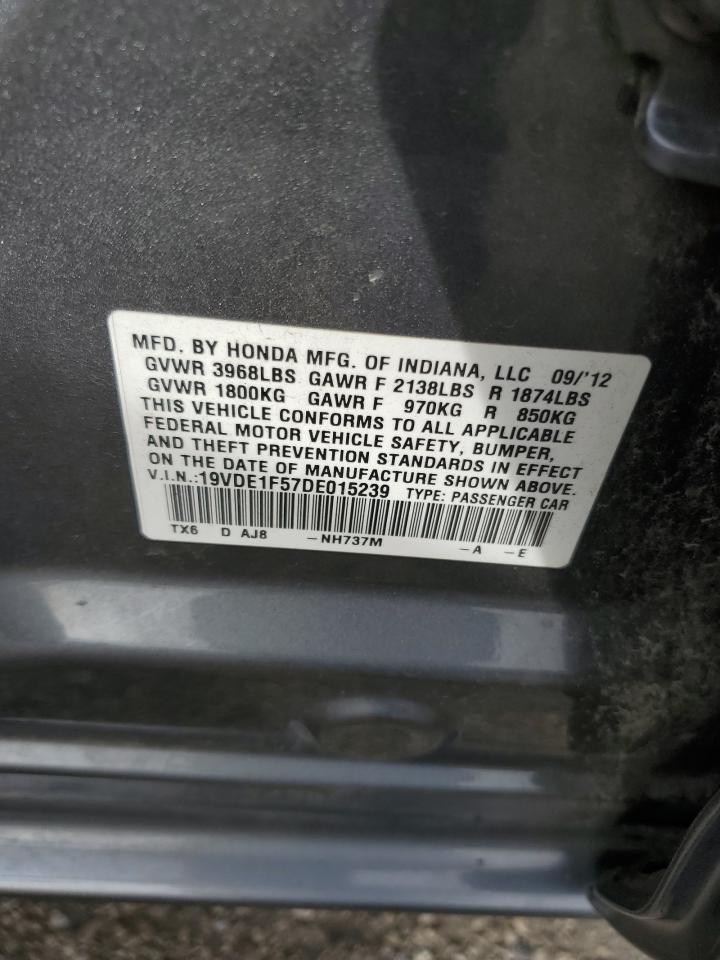 MFD. BY HONDA MFG. OF INDIANA, LLC 09/'12
GVWR 3968LBS GAWR F 2138LBS R 1874LBS
GVWR 1800KG GAWR F 970KG R 850KG
THIS VEHICLE CONFORMS TO ALL APPLICABLE
FEDERAL MOTOR VEHICLE SAFETY, BUMPER,
AND THEFT PREVENTION STANDARDS IN EFFECT
ON THE DATE OF MANUFACTURE SHOWN ABOVE.
V.I.N.:19VDE1F57DE015239 TYPE: PASSENGER CAR
TX6 D AJ8 –NH737M –A –E